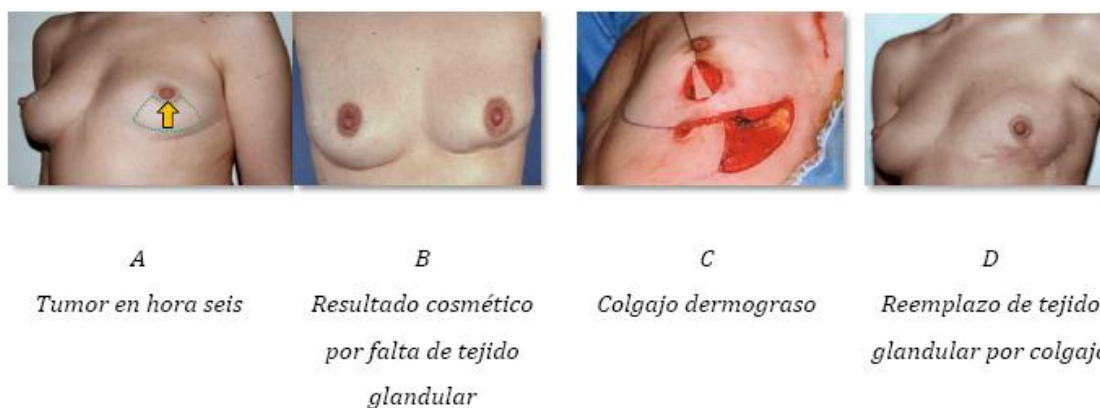 A
B
C
D
Tumor en hora seis
Resultado cosmético
por falta de tejido
glandular
Colgajo dermograso
Reemplazo de tejido
glandular por colgajo